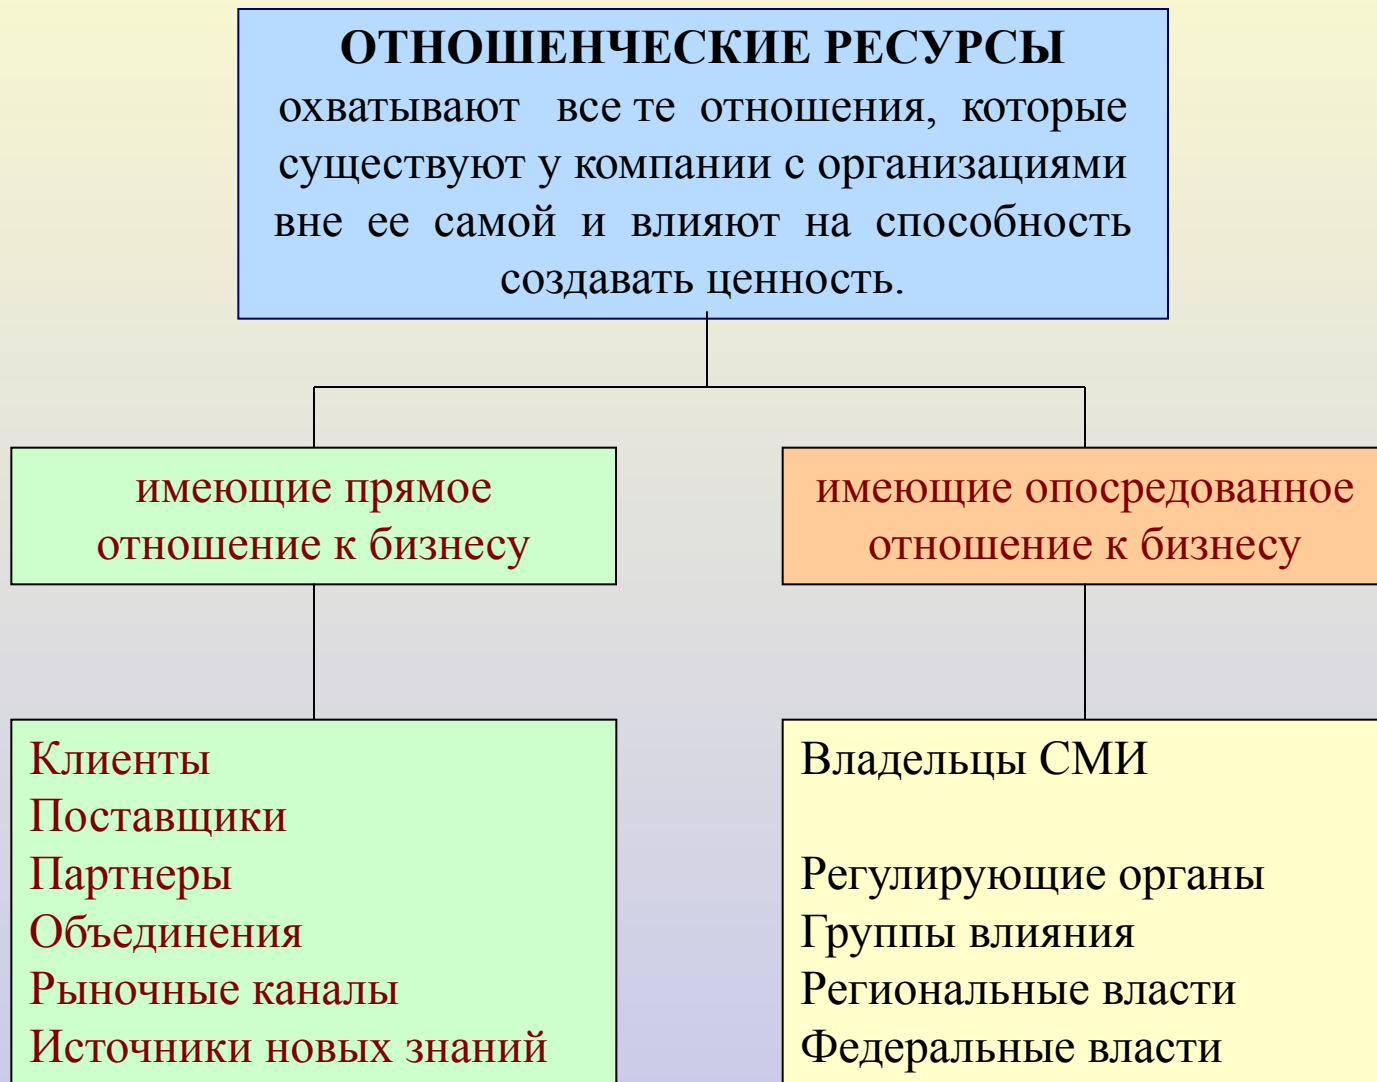 ОТНОШЕНЧЕСКИЕ РЕСУРСЫ
охватывают все те отношения, которые
существуют у компании с организациями
вне ее самой и влияют на способность
создавать ценность.
имеющие прямое
отношение к бизнесу
имеющие опосредованное
отношение к бизнесу
Клиенты
Поставщики
Партнеры
Объединения
Рыночные каналы
Источники новых знаний
Владельцы СМИ
Регулирующие органы
Группы влияния
Региональные власти
Федеральные власти